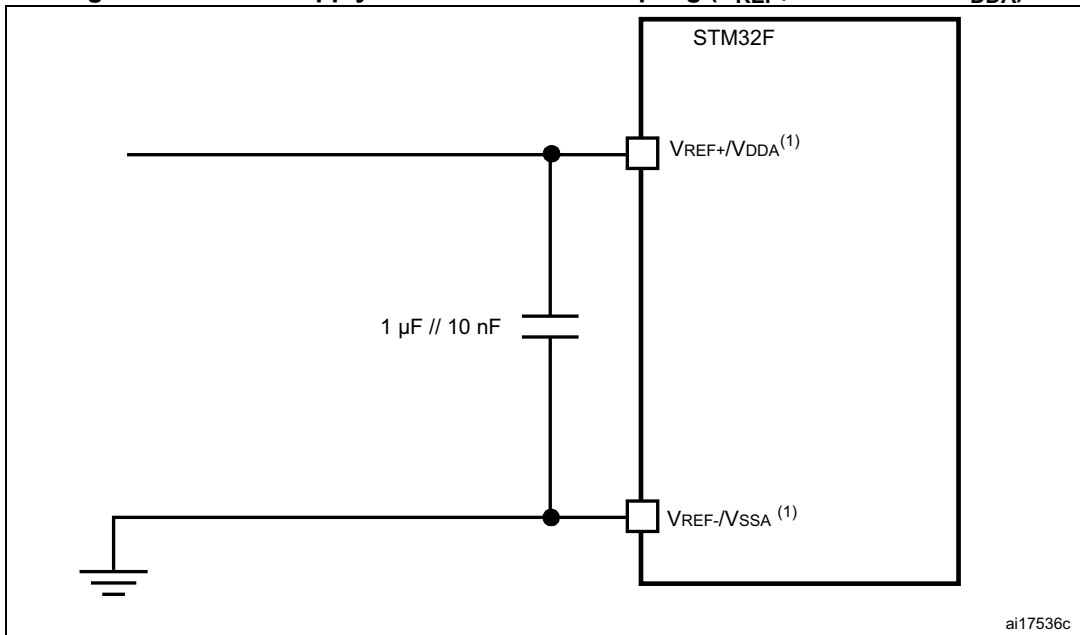 STM32F
VREF+/VDDA(1)
1 µF // 10 nF
VREF-/VSSA (1)
ai17536c